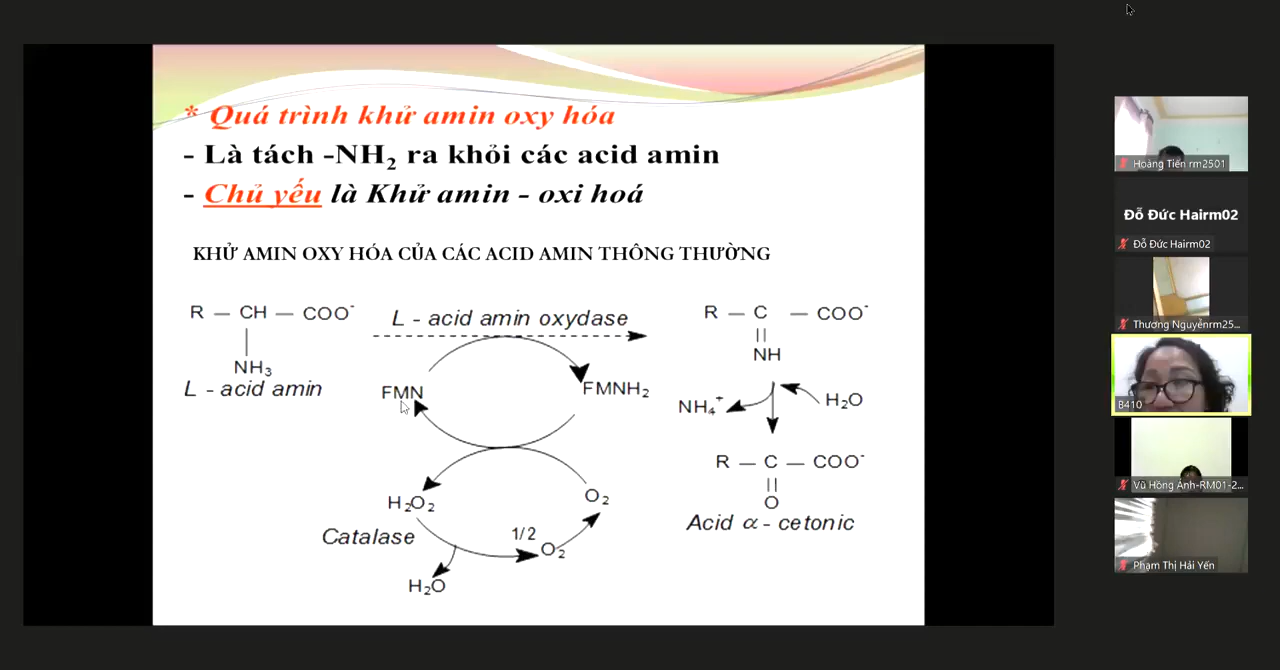 * Quá trình khử amin oxy hóa
- Là tách -NH₂ ra khỏi các acid amin
- Chủ yếu là Khử amin - oxi hoá
KHỬ AMIN OXY HÓA CỦA CÁC ACID AMIN THÔNG THƯỜNG
R — CH — COO⁻
NH₃
L - acid amin
L - acid amin oxydase
FMN
FMNH₂
R — C — COO⁻
NH
NH₄⁺
H₂O
R — C — COO⁻
O
Acid α - cetonic
H₂O₂
O₂
Catalase
1/2
O₂
H₂O
Hoàng Tiến rm2501
Đỗ Đức Hairm02
Đỗ Đức Hairm02
Thương Nguyễnrm25...
B410
Vũ Hồng Ánh-RM01-2...
Phạm Thị Hải Yến